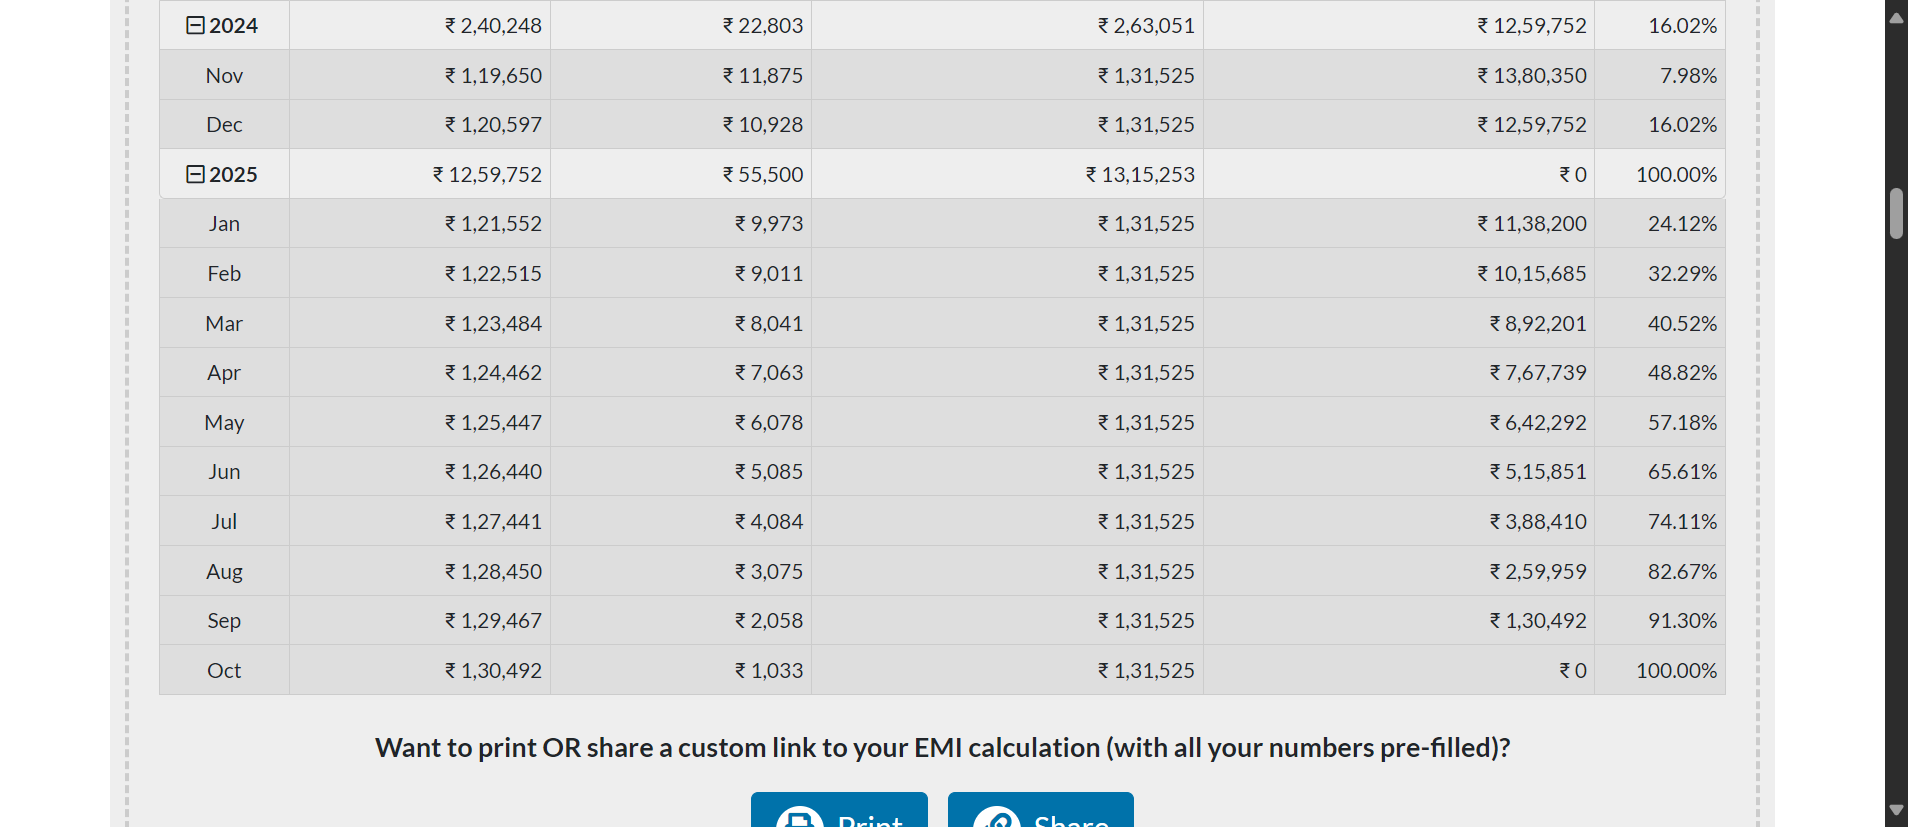 2024 ₹ 2,40,248 ₹ 22,803 ₹ 2,63,051 ₹ 12,59,752 16.02%
Nov ₹ 1,19,650 ₹ 11,875 ₹ 1,31,525 ₹ 13,80,350 7.98%
Dec ₹ 1,20,597 ₹ 10,928 ₹ 1,31,525 ₹ 12,59,752 16.02%
2025 ₹ 12,59,752 ₹ 55,500 ₹ 13,15,253 ₹ 0 100.00%
Jan ₹ 1,21,552 ₹ 9,973 ₹ 1,31,525 ₹ 11,38,200 24.12%
Feb ₹ 1,22,515 ₹ 9,011 ₹ 1,31,525 ₹ 10,15,685 32.29%
Mar ₹ 1,23,484 ₹ 8,041 ₹ 1,31,525 ₹ 8,92,201 40.52%
Apr ₹ 1,24,462 ₹ 7,063 ₹ 1,31,525 ₹ 7,67,739 48.82%
May ₹ 1,25,447 ₹ 6,078 ₹ 1,31,525 ₹ 6,42,292 57.18%
Jun ₹ 1,26,440 ₹ 5,085 ₹ 1,31,525 ₹ 5,15,851 65.61%
Jul ₹ 1,27,441 ₹ 4,084 ₹ 1,31,525 ₹ 3,88,410 74.11%
Aug ₹ 1,28,450 ₹ 3,075 ₹ 1,31,525 ₹ 2,59,959 82.67%
Sep ₹ 1,29,467 ₹ 2,058 ₹ 1,31,525 ₹ 1,30,492 91.30%
Oct ₹ 1,30,492 ₹ 1,033 ₹ 1,31,525 ₹ 0 100.00%
Want to print OR share a custom link to your EMI calculation (with all your numbers pre-filled)?
Print Share